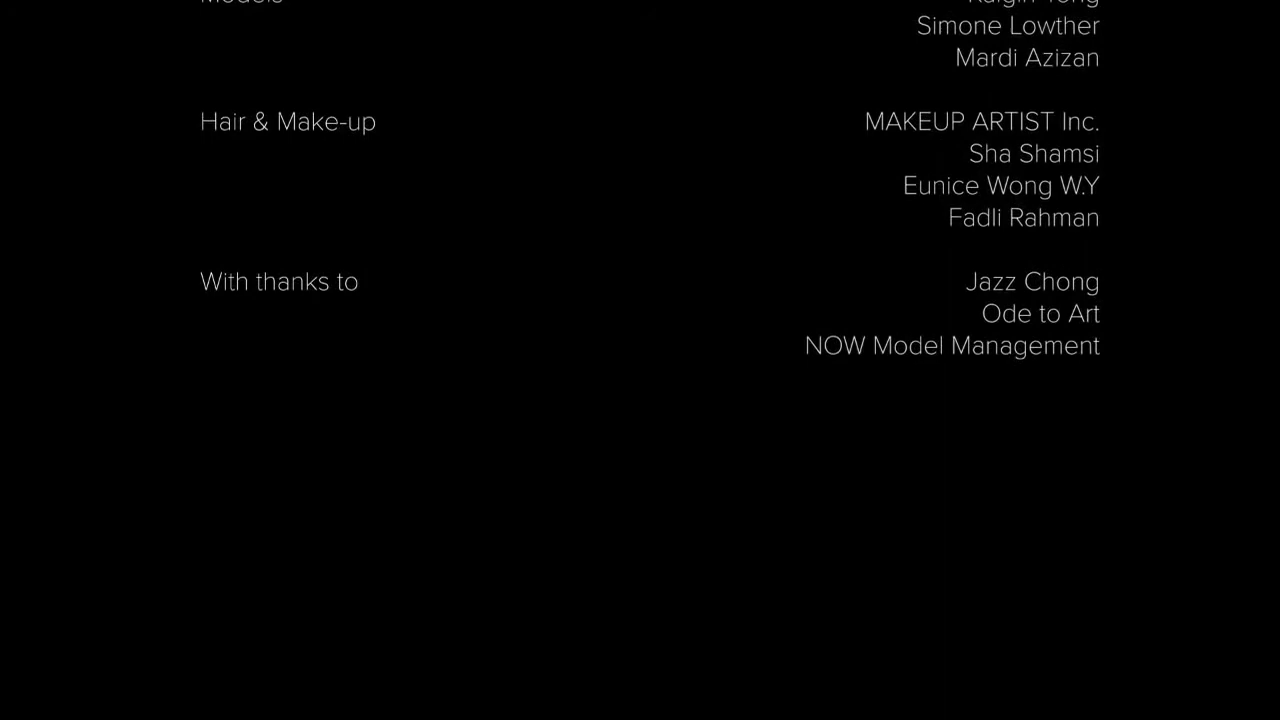 Models
Simone Lowther
Mardi Azizan
Hair & Make-up
MAKEUP ARTIST Inc.
Sha Shamsi
Eunice Wong W.Y
Fadli Rahman
With thanks to
Jazz Chong
Ode to Art
NOW Model Management